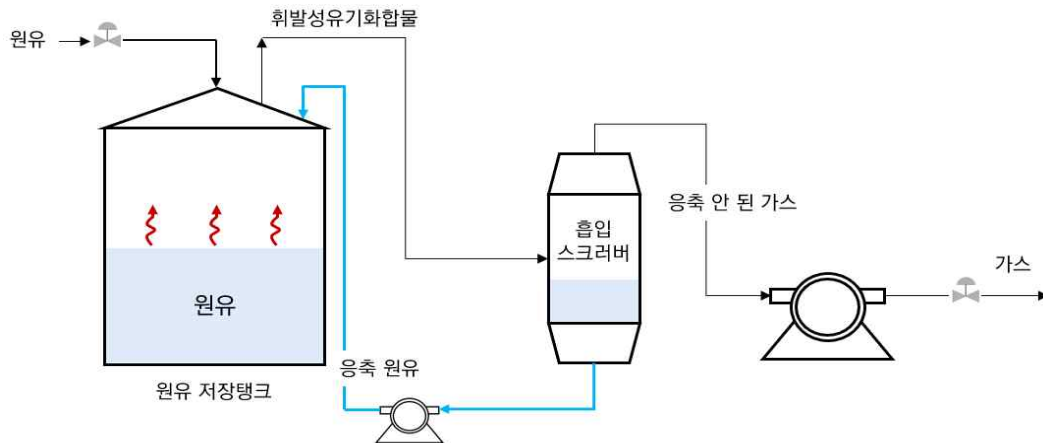 휘발성유기화합물
원유
흡입
스크러버
응축 안 된 가스
가스
원유
응축 원유
원유 저장탱크